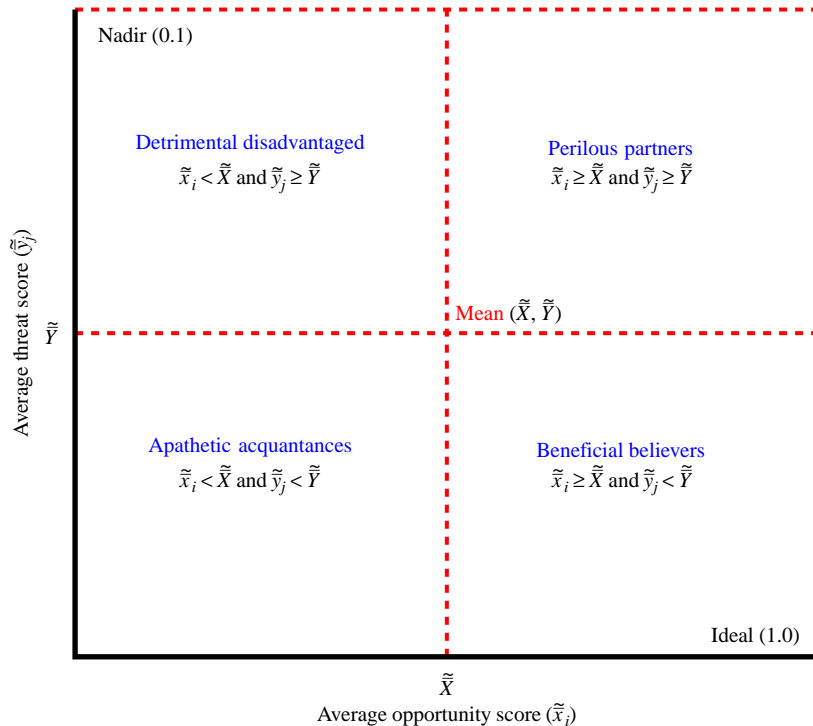 Nadir (0.1)
Detrimental disadvantaged
x̿̃ᵢ < X̿̃ and y̿̃ⱼ ≥ Y̿̃
Perilous partners
x̿̃ᵢ ≥ X̿̃ and y̿̃ⱼ ≥ Y̿̃
Mean (X̿̃, Y̿̃)
Average threat score (y̿̃ⱼ)
Y̿̃
Apathetic acquantances
x̿̃ᵢ < X̿̃ and y̿̃ⱼ < Y̿̃
Beneficial believers
x̿̃ᵢ ≥ X̿̃ and y̿̃ⱼ < Y̿̃
Ideal (1.0)
X̿̃
Average opportunity score (x̿̃ᵢ)